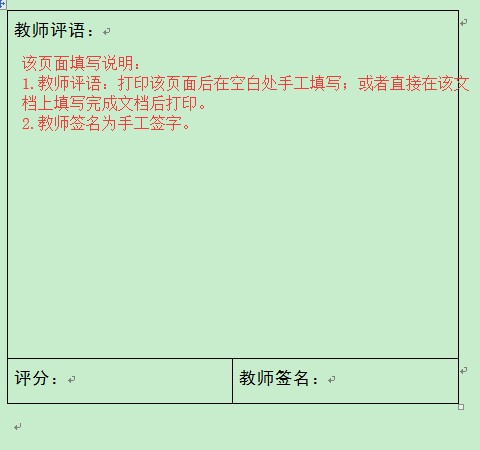 教师评语：
该页面填写说明：
1.教师评语：打印该页面后在空白处手工填写；或者直接在该文
档上填写完成文档后打印。
2.教师签名为手工签字。
评分：
教师签名：